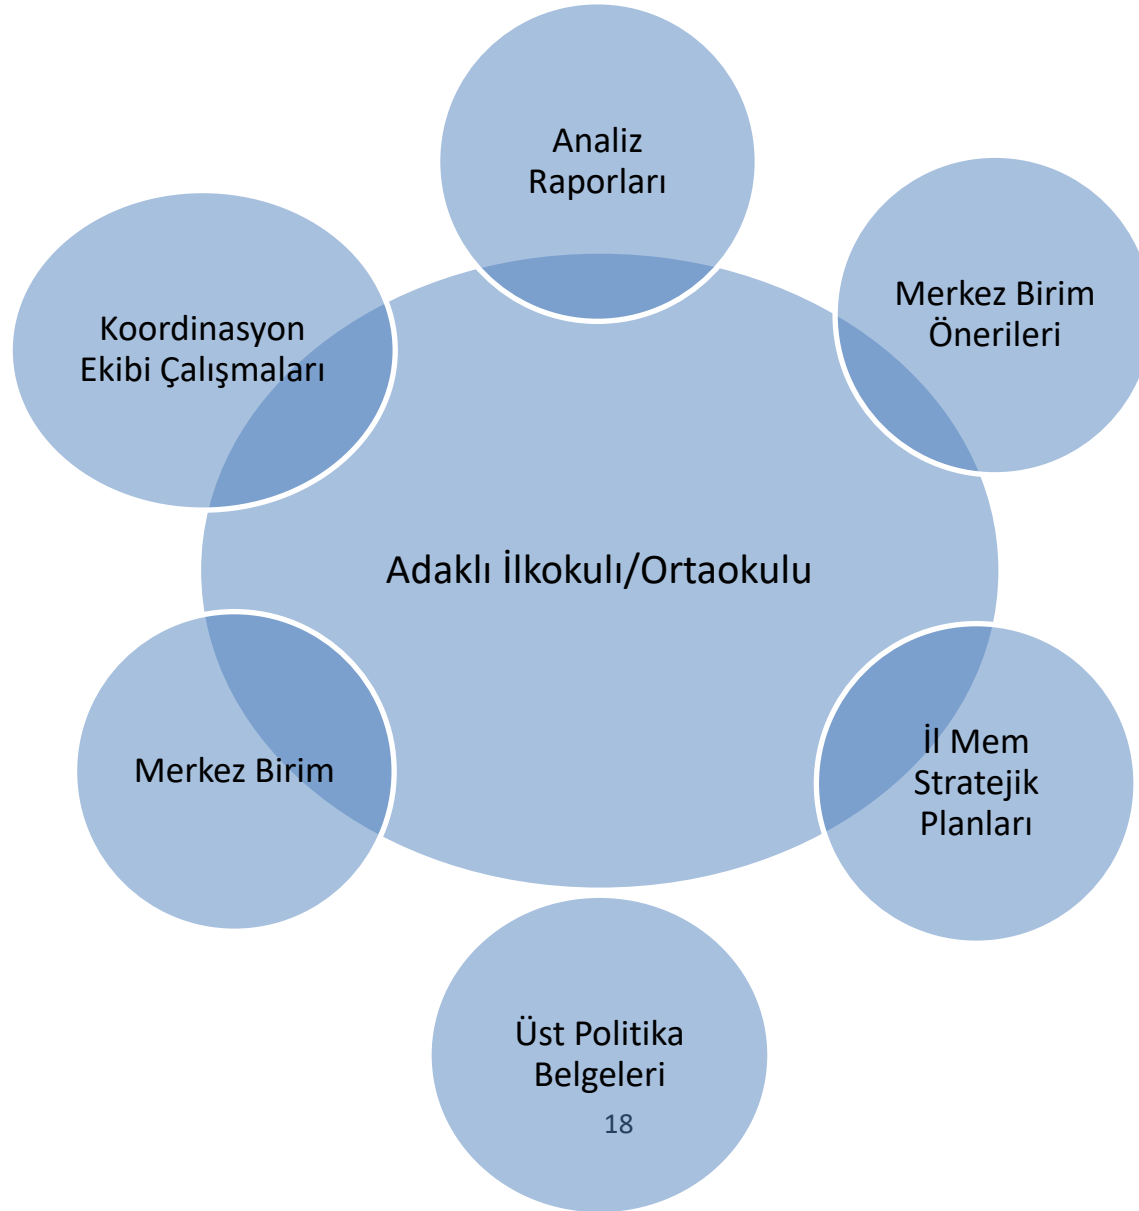 Analiz
Raporları
Merkez Birim
Önerileri
Koordinasyon
Ekibi Çalışmaları
Adaklı İlkokulı/Ortaokulu
İl Mem
Stratejik
Planları
Merkez Birim
Üst Politika
Belgeleri
18